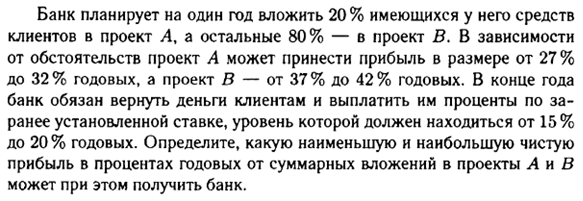 Банк планирует на один год вложить 20 % имеющихся у него средств
клиентов в проект A, а остальные 80 % — в проект B. В зависимости
от обстоятельств проект A может принести прибыль в размере от 27 %
до 32 % годовых, а проект B — от 37 % до 42 % годовых. В конце года
банк обязан вернуть деньги клиентам и выплатить им проценты по за-
ранее установленной ставке, уровень которой должен находиться от 15 %
до 20 % годовых. Определите, какую наименьшую и наибольшую чистую
прибыль в процентах годовых от суммарных вложений в проекты A и B
может при этом получить банк.